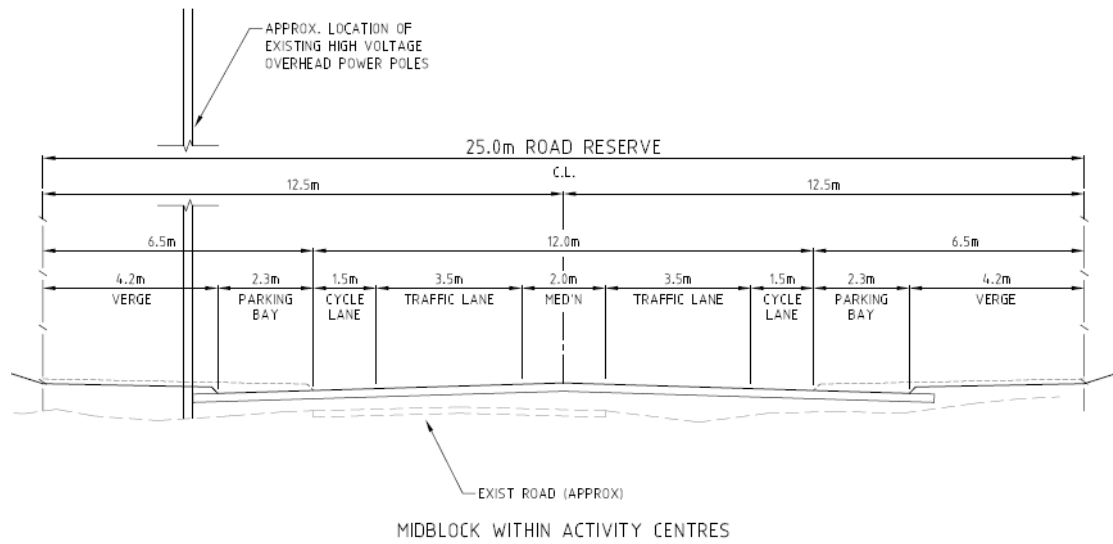 APPROX. LOCATION OF
EXISTING HIGH VOLTAGE
OVERHEAD POWER POLES
25.0m ROAD RESERVE
C.L.
12.5m 12.5m
6.5m 12.0m 6.5m
4.2m 2.3m 1.5m 3.5m 2.0m 3.5m 1.5m 2.3m 4.2m
VERGE PARKING CYCLE TRAFFIC LANE MED'N TRAFFIC LANE CYCLE PARKING VERGE
BAY LANE LANE BAY
EXIST ROAD (APPROX)
MIDBLOCK WITHIN ACTIVITY CENTRES